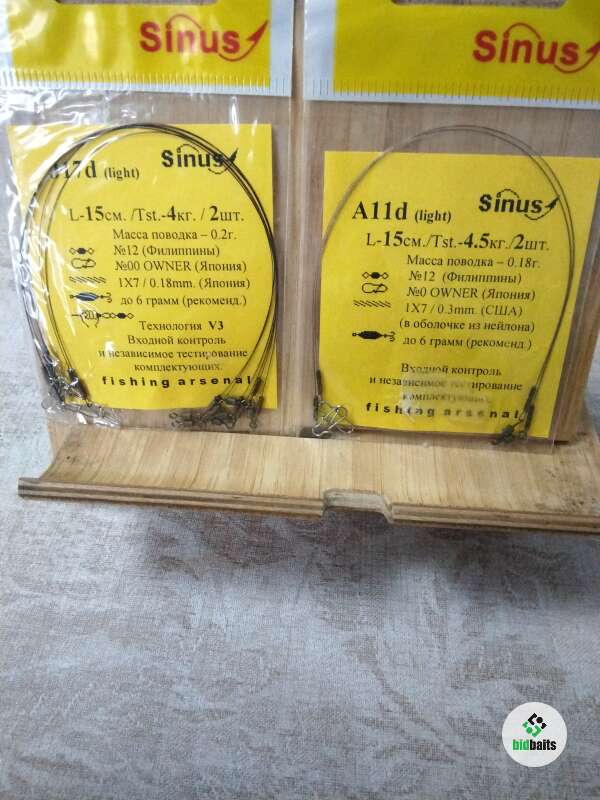 Sinus
Sinus
17d (light)
Sinus
L-15см. /Tst.-4кг. / 2шт.
Масса поводка – 0.2г.
№12 (Филиппины)
№00 OWNER (Япония)
1X7 / 0.18mm. (Япония)
до 6 грамм (рекоменд.)
Технология V3
Входной контроль
и независимое тестирование
комплектующих.
fishing arsenal
A11d (light)
Sinus
L-15см./Tst.-4.5кг./2шт.
Масса поводка – 0.18г.
№12 (Филиппины)
№0 OWNER (Япония)
1X7 / 0.3mm. (США)
(в оболочке из нейлона)
до 6 грамм (рекоменд.)
Входной контроль
и независимое тестирование
комплектующих.
fishing arsenal
bidbaits